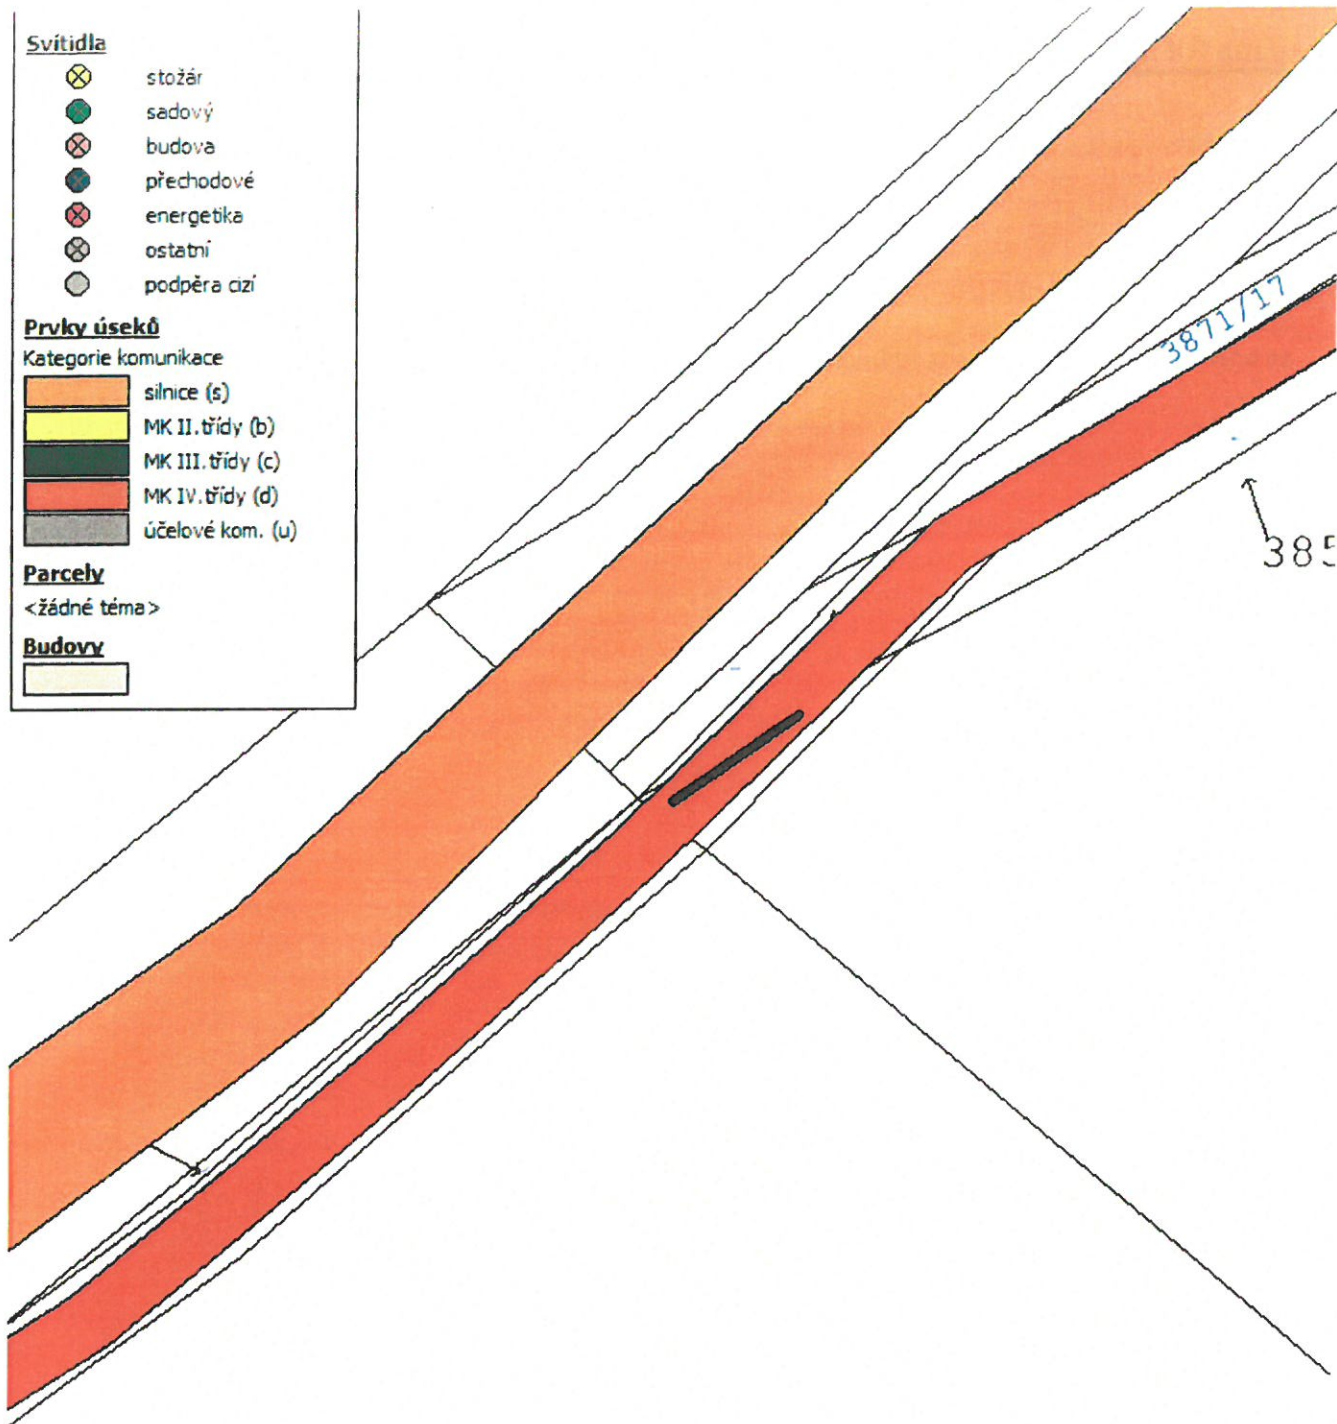 Svítidla
stožár
sadový
budova
přechodové
energetika
ostatní
podpěra cizí
Prvky úseků
Kategorie komunikace
silnice (s)
MK II.třídy (b)
MK III.třídy (c)
MK IV.třídy (d)
účelové kom. (u)
Parcely
<žádné téma>
Budovy
3871/17
385